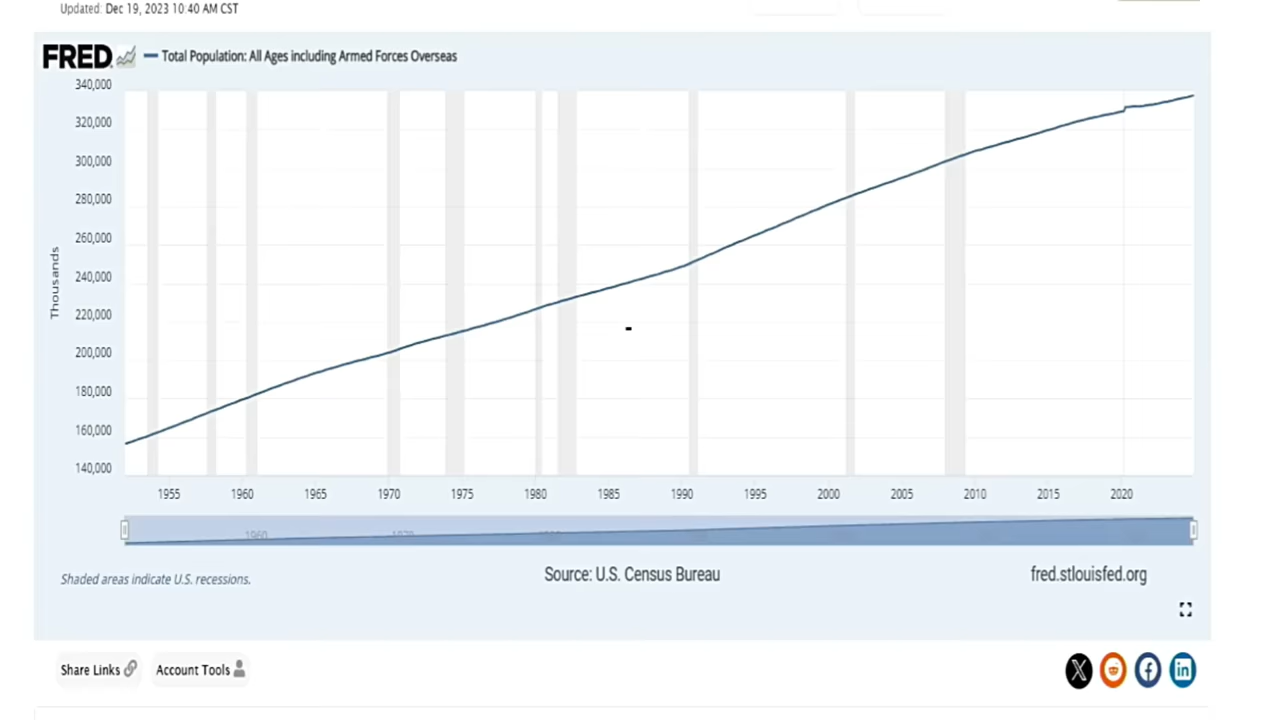 Updated: Dec 19, 2023 10:40 AM CST
FRED Total Population: All Ages including Armed Forces Overseas
340,000
320,000
300,000
280,000
260,000
240,000
220,000
200,000
180,000
160,000
140,000
Thousands
1955 1960 1965 1970 1975 1980 1985 1990 1995 2000 2005 2010 2015 2020
1960 1970
Shaded areas indicate U.S. recessions. Source: U.S. Census Bureau fred.stlouisfed.org
Share Links Account Tools